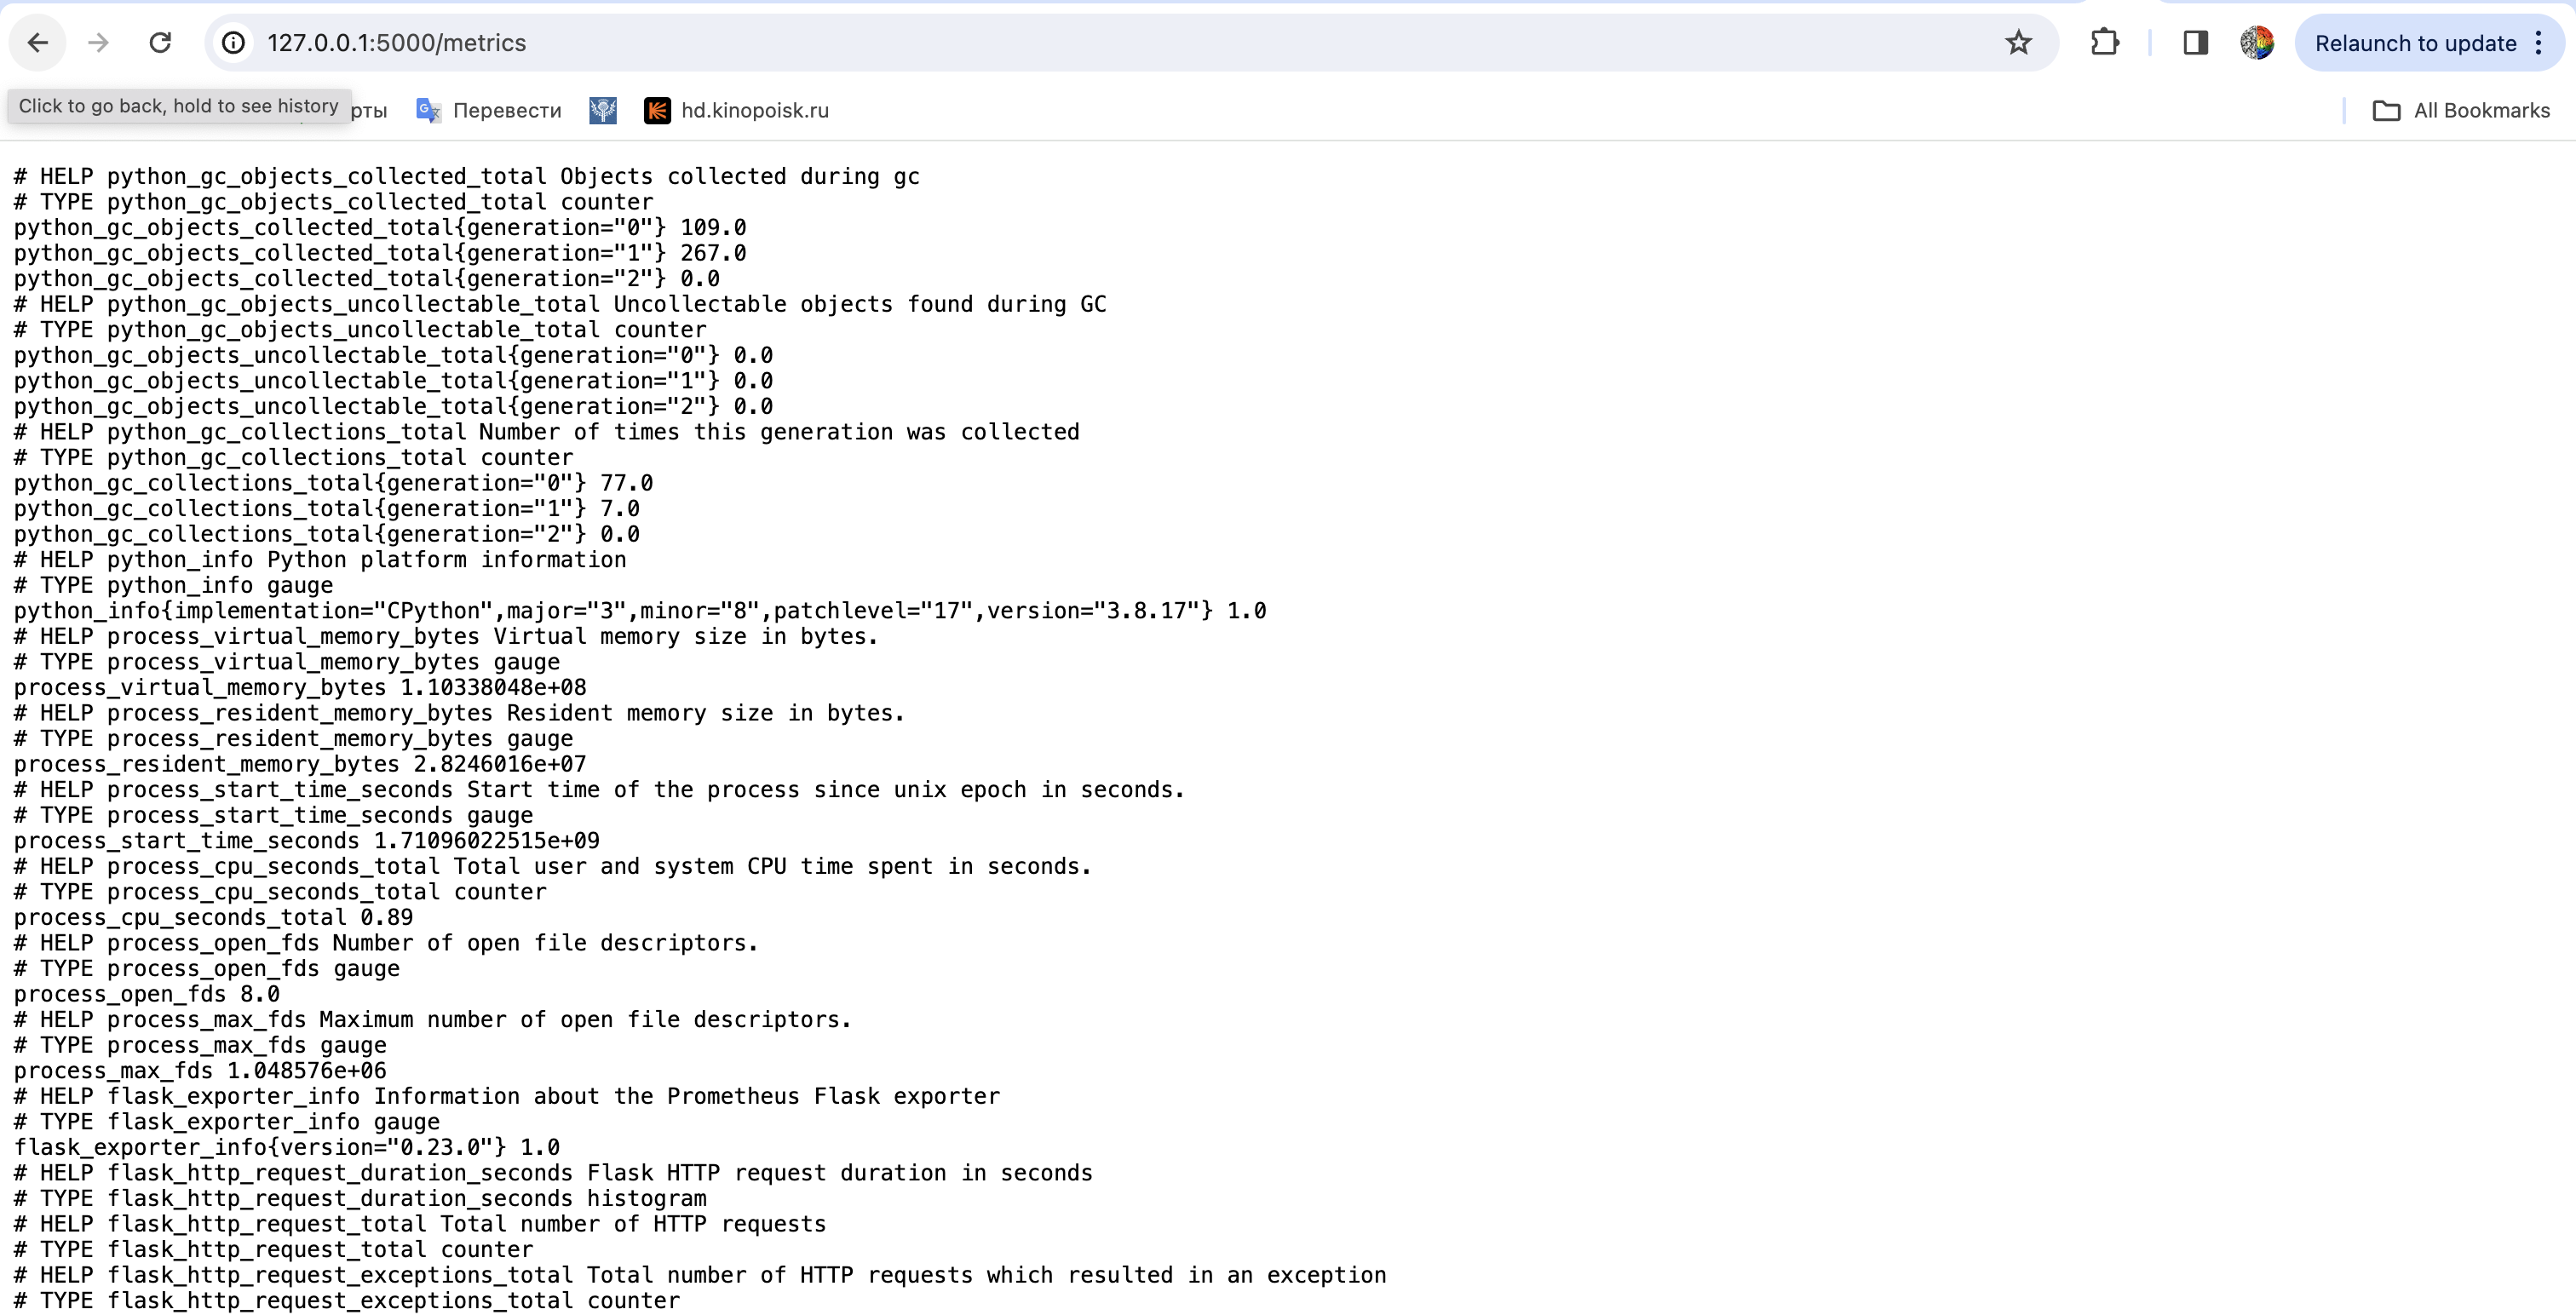 127.0.0.1:5000/metrics
Relaunch to update
Click to go back, hold to see history
рты
Перевести
hd.kinopoisk.ru
All Bookmarks
# HELP python_gc_objects_collected_total Objects collected during gc
# TYPE python_gc_objects_collected_total counter
python_gc_objects_collected_total{generation="0"} 109.0
python_gc_objects_collected_total{generation="1"} 267.0
python_gc_objects_collected_total{generation="2"} 0.0
# HELP python_gc_objects_uncollectable_total Uncollectable objects found during GC
# TYPE python_gc_objects_uncollectable_total counter
python_gc_objects_uncollectable_total{generation="0"} 0.0
python_gc_objects_uncollectable_total{generation="1"} 0.0
python_gc_objects_uncollectable_total{generation="2"} 0.0
# HELP python_gc_collections_total Number of times this generation was collected
# TYPE python_gc_collections_total counter
python_gc_collections_total{generation="0"} 77.0
python_gc_collections_total{generation="1"} 7.0
python_gc_collections_total{generation="2"} 0.0
# HELP python_info Python platform information
# TYPE python_info gauge
python_info{implementation="CPython",major="3",minor="8",patchlevel="17",version="3.8.17"} 1.0
# HELP process_virtual_memory_bytes Virtual memory size in bytes.
# TYPE process_virtual_memory_bytes gauge
process_virtual_memory_bytes 1.10338048e+08
# HELP process_resident_memory_bytes Resident memory size in bytes.
# TYPE process_resident_memory_bytes gauge
process_resident_memory_bytes 2.8246016e+07
# HELP process_start_time_seconds Start time of the process since unix epoch in seconds.
# TYPE process_start_time_seconds gauge
process_start_time_seconds 1.71096022515e+09
# HELP process_cpu_seconds_total Total user and system CPU time spent in seconds.
# TYPE process_cpu_seconds_total counter
process_cpu_seconds_total 0.89
# HELP process_open_fds Number of open file descriptors.
# TYPE process_open_fds gauge
process_open_fds 8.0
# HELP process_max_fds Maximum number of open file descriptors.
# TYPE process_max_fds gauge
process_max_fds 1.048576e+06
# HELP flask_exporter_info Information about the Prometheus Flask exporter
# TYPE flask_exporter_info gauge
flask_exporter_info{version="0.23.0"} 1.0
# HELP flask_http_request_duration_seconds Flask HTTP request duration in seconds
# TYPE flask_http_request_duration_seconds histogram
# HELP flask_http_request_total Total number of HTTP requests
# TYPE flask_http_request_total counter
# HELP flask_http_request_exceptions_total Total number of HTTP requests which resulted in an exception
# TYPE flask_http_request_exceptions_total counter